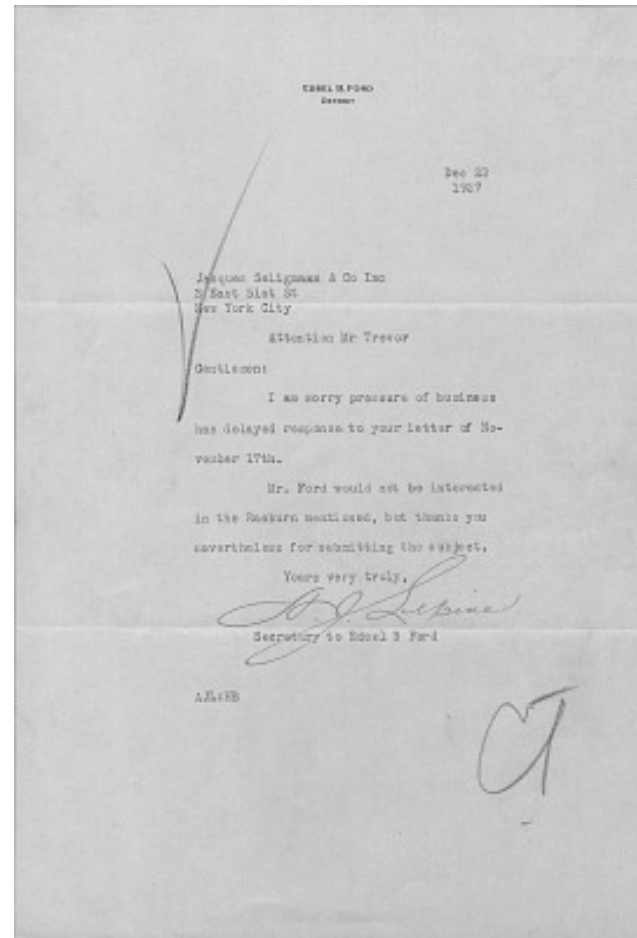 EDSEL B. FORD
DETROIT
Dec 23
1927
Jacques Seligmann & Co Inc
3 East 51st St
New York City
Attention Mr Trevor
Gentlemen:
I am sorry pressure of business
has delayed response to your letter of No-
vember 17th.
Mr. Ford would not be interested
in the Raeburn mentioned, but thanks you
nevertheless for submitting the subject.
Yours very truly,
A. J. Lepine
Secretary to Edsel B Ford
AJL:HB
CT